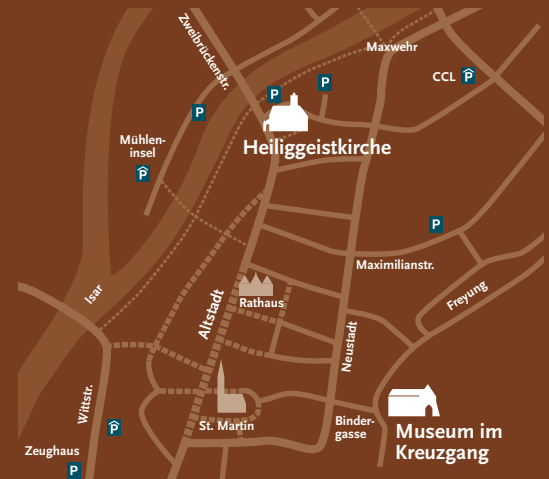 Zweibrückenstr.
Maxwehr
CCL P
P
P
P
Mühlen-
insel
P
Heiliggeistkirche
P
Maximilianstr.
Isar
Rathaus
Altstadt
Freyung
Neustadt
Wittstr.
P
St. Martin
Binder-
gasse
Museum im
Kreuzgang
Zeughaus
P